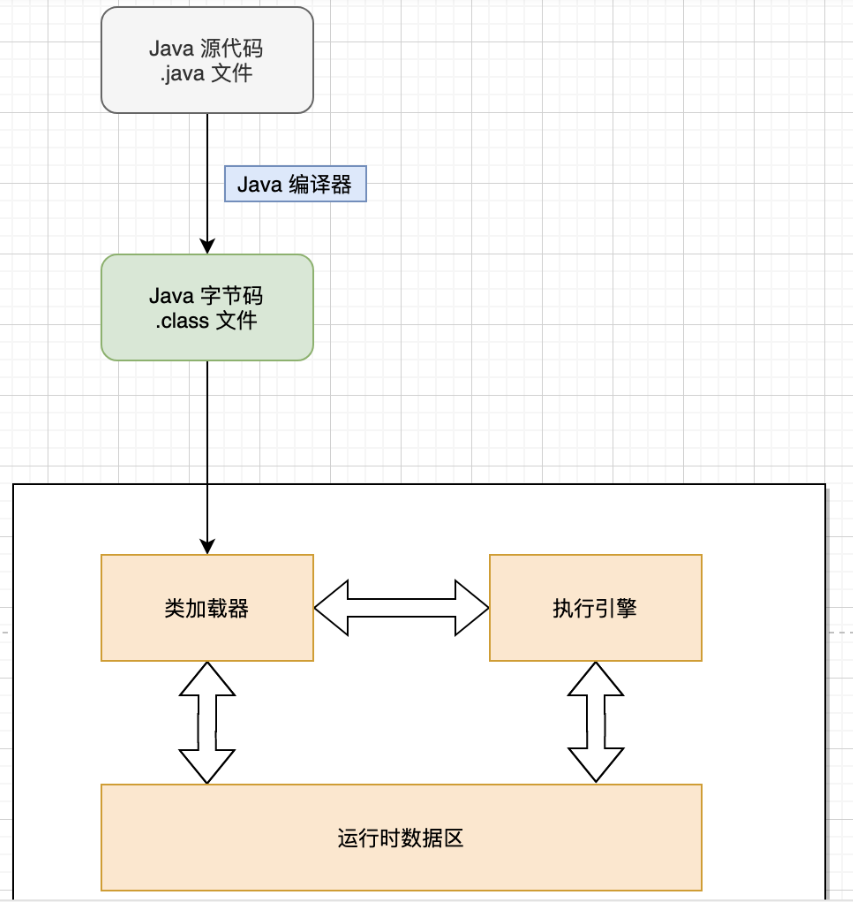 Java 源代码
.java 文件
Java 编译器
Java 字节码
.class 文件
类加载器
执行引擎
运行时数据区